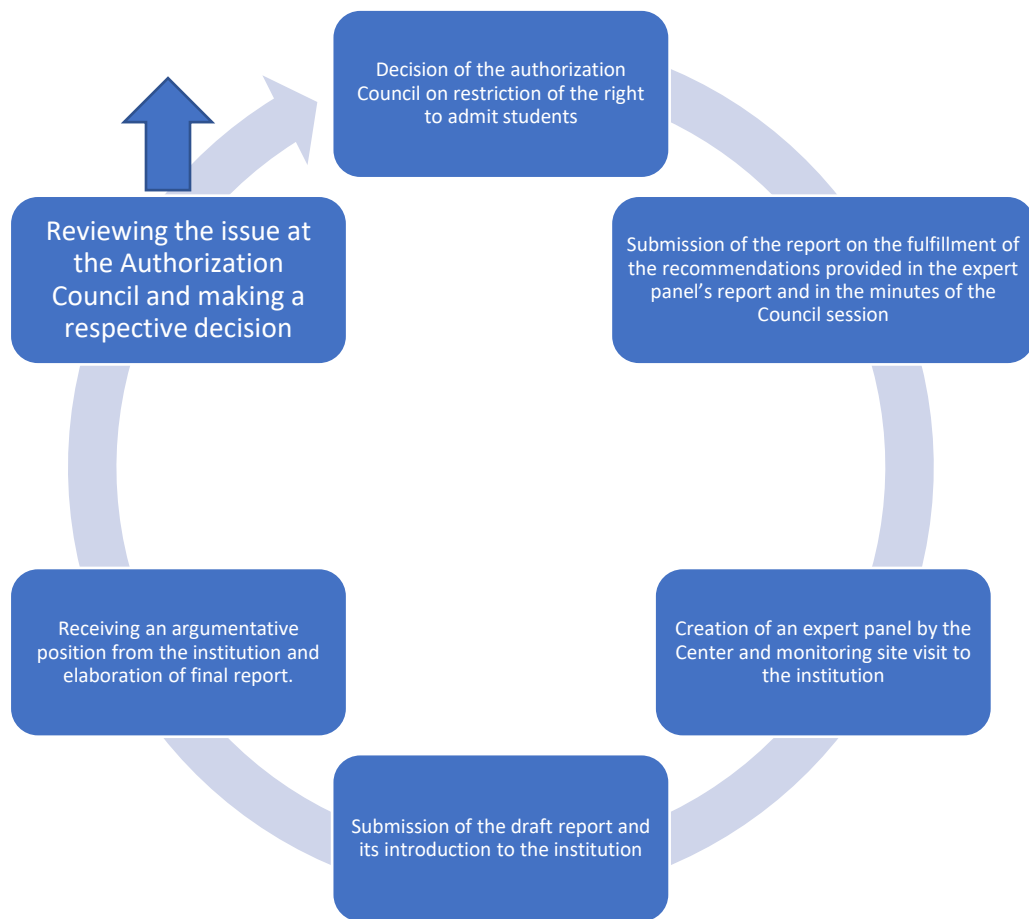 Decision of the authorization
Council on restriction of the right
to admit students
Submission of the report on the fulfillment of
the recommendations provided in the expert
panel's report and in the minutes of the
Council session
Creation of an expert panel by the
Center and monitoring site visit to
the institution
Submission of the draft report and
its introduction to the institution
Receiving an argumentative
position from the institution and
elaboration of final report.
Reviewing the issue at
the Authorization
Council and making a
respective decision